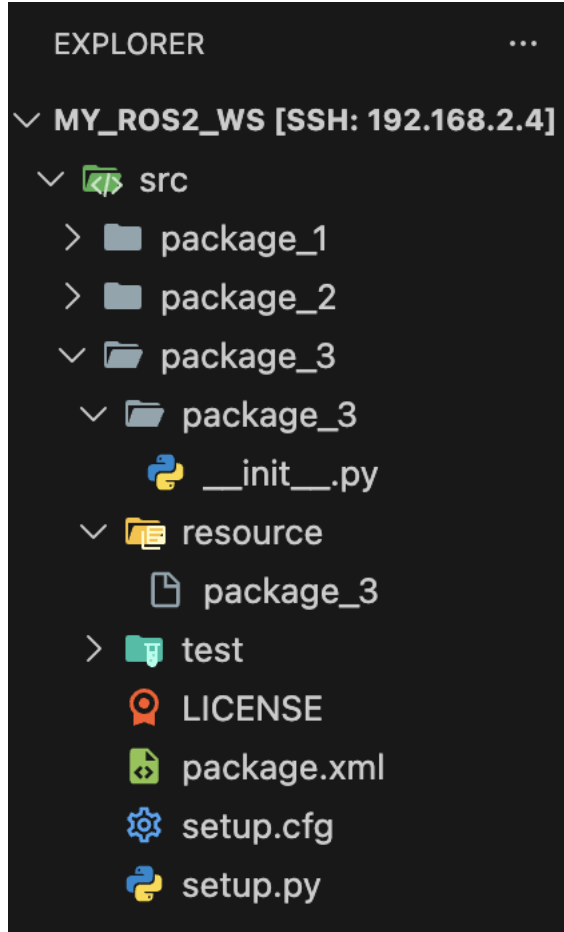 EXPLORER ...
MY_ROS2_WS [SSH: 192.168.2.4]
src
package_1
package_2
package_3
package_3
__init__.py
resource
package_3
test
LICENSE
package.xml
setup.cfg
setup.py